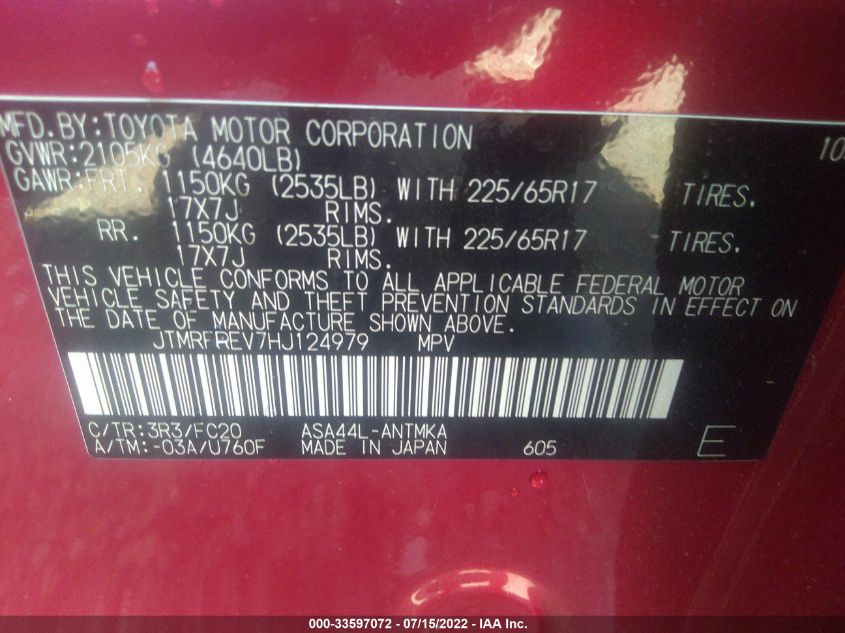 MFD.BY:TOYOTA MOTOR CORPORATION 10
GVWR:2105KG (4640LB)
GAWR:FRT. 1150KG (2535LB) WITH 225/65R17 TIRES.
17X7J RIMS.
RR. 1150KG (2535LB) WITH 225/65R17 TIRES.
17X7J RIMS.
THIS VEHICLE CONFORMS TO ALL APPLICABLE FEDERAL MOTOR
VEHICLE SAFETY AND THEFT PREVENTION STANDARDS IN EFFECT ON
THE DATE OF MANUFACTURE SHOWN ABOVE.
JTMRFREV7HJ124979 MPV
C/TR:3R3/FC20 ASA44L-ANTMKA
A/TM:-03A/U760F MADE IN JAPAN 605 E
000-33597072 - 07/15/2022 - IAA Inc.